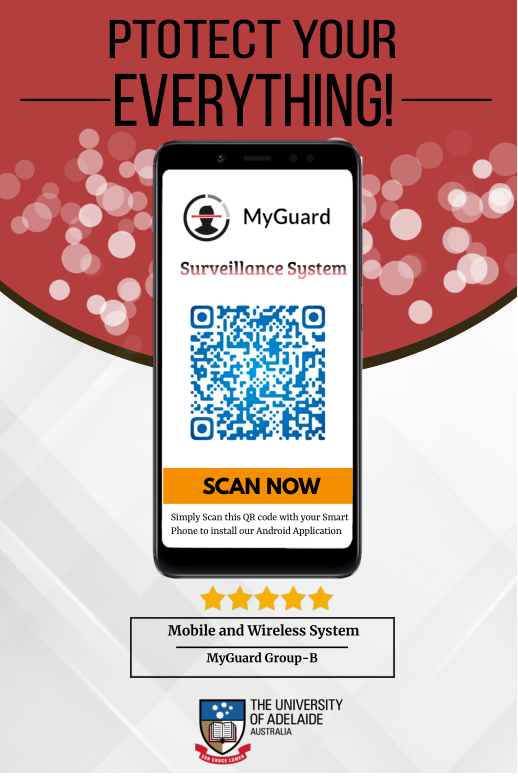 PTOTECT YOUR
EVERYTHING!
MyGuard
Surveillance System
SCAN NOW
Simply Scan this QR code with your Smart
Phone to install our Android Application
Mobile and Wireless System
MyGuard Group-B
THE UNIVERSITY
OF ADELAIDE
AUSTRALIA
SUB CRUCE LUMEN